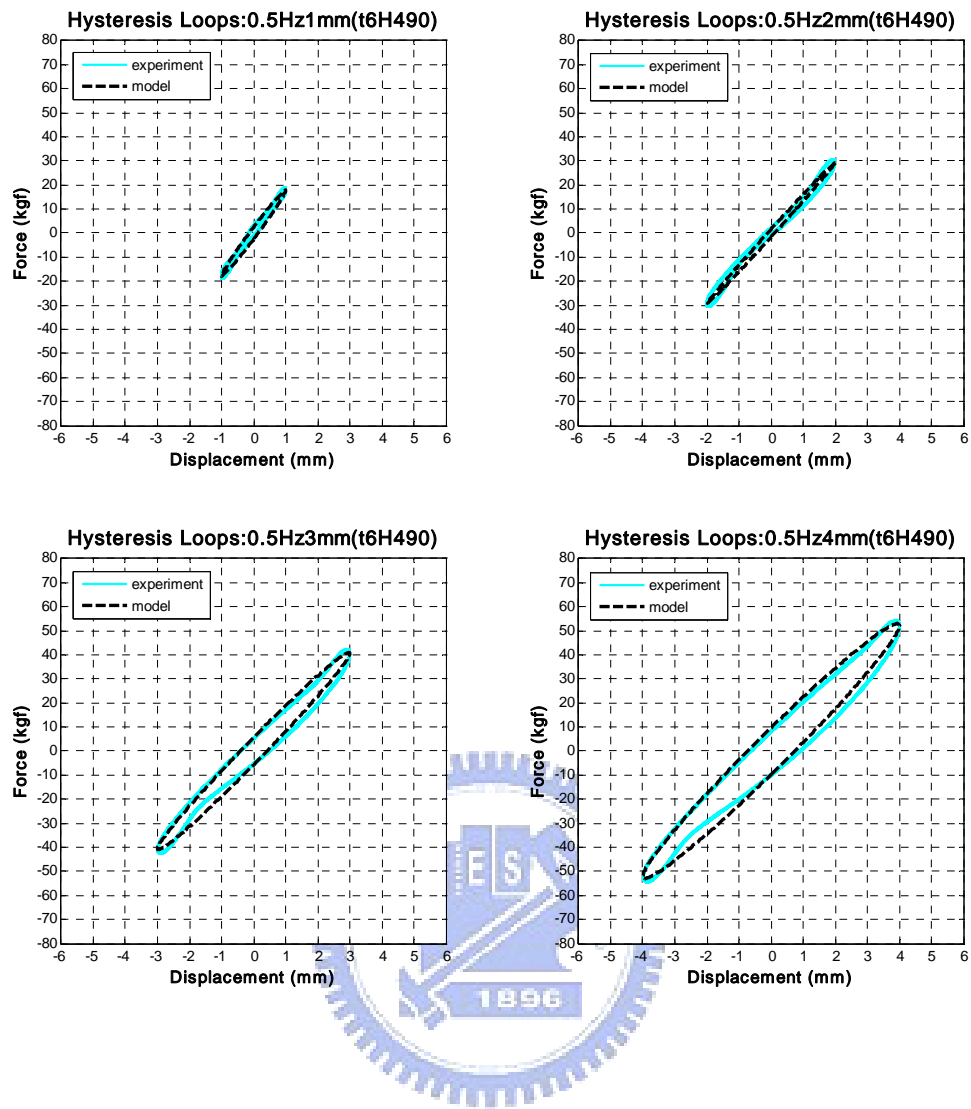 Hysteresis Loops:0.5Hz1mm(t6H490)
80
70
60
50
40
30
20
10
0
-10
-20
-30
-40
-50
-60
-70
-80
Force (kgf)
experiment
model
-6 -5 -4 -3 -2 -1 0 1 2 3 4 5 6
Displacement (mm)
Hysteresis Loops:0.5Hz2mm(t6H490)
80
70
60
50
40
30
20
10
0
-10
-20
-30
-40
-50
-60
-70
-80
Force (kgf)
experiment
model
-6 -5 -4 -3 -2 -1 0 1 2 3 4 5 6
Displacement (mm)
Hysteresis Loops:0.5Hz3mm(t6H490)
80
70
60
50
40
30
20
10
0
-10
-20
-30
-40
-50
-60
-70
-80
Force (kgf)
experiment
model
-6 -5 -4 -3 -2 -1 0 1 2 3 4 5 6
Displacement (mm)
Hysteresis Loops:0.5Hz4mm(t6H490)
80
70
60
50
40
30
20
10
0
-10
-20
-30
-40
-50
-60
-70
-80
Force (kgf)
experiment
model
-6 -5 -4 -3 -2 -1 0 1 2 3 4 5 6
Displacement (mm)
ES
1896